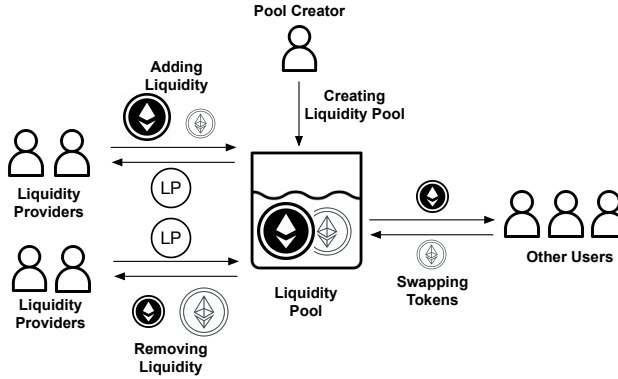 Pool Creator
Adding
Liquidity
Creating
Liquidity Pool
LP
Liquidity
Providers
LP
Liquidity
Providers
Removing
Liquidity
Liquidity
Pool
Swapping
Tokens
Other Users